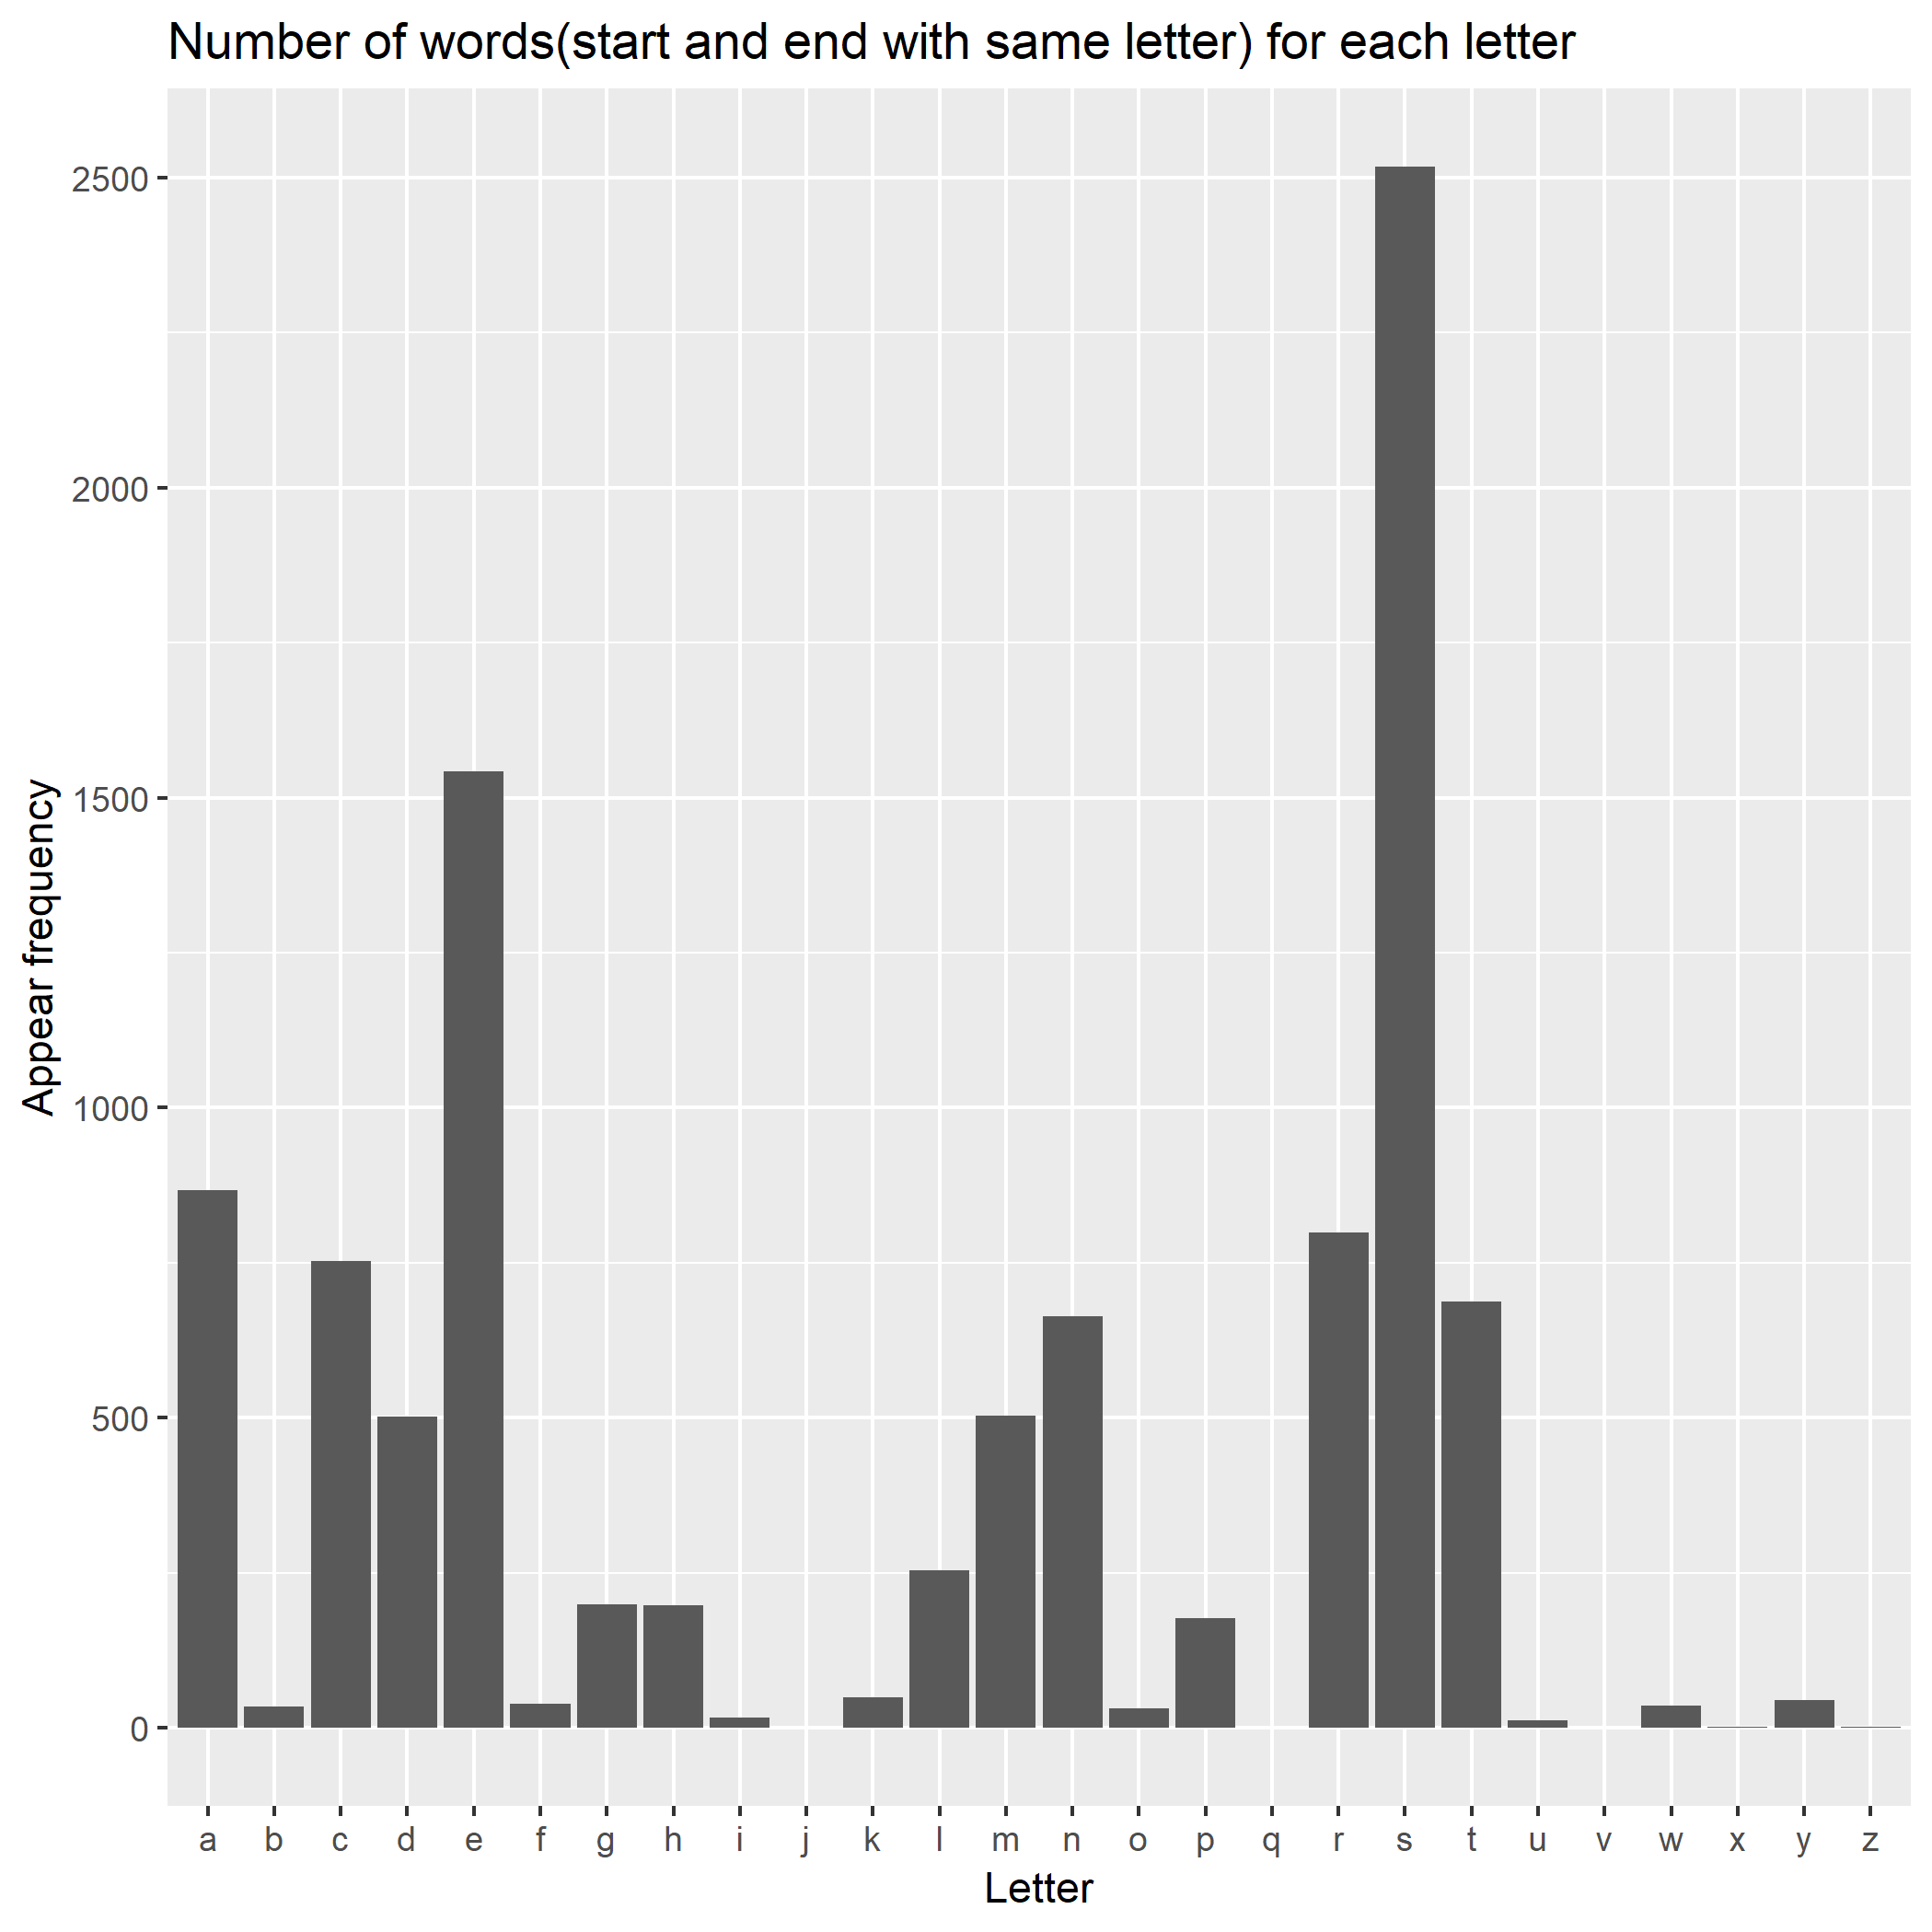 Number of words(start and end with same letter) for each letter
Appear frequency
2500
2000
1500
1000
500
0
a b c d e f g h i j k l m n o p q r s t u v w x y z
Letter